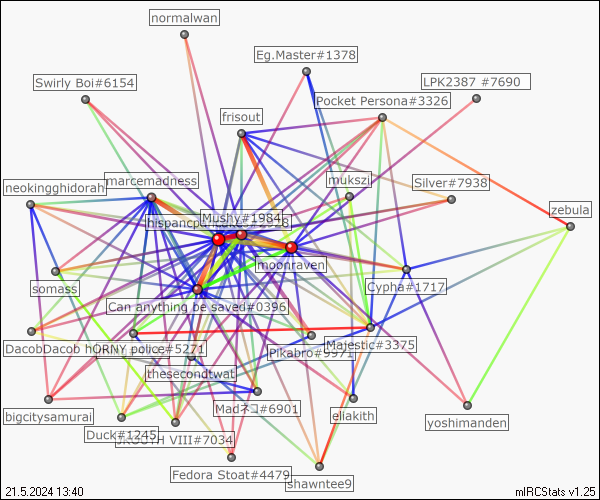 normalwan
Eg.Master#1378
Swirly Boi#6154
LPK2387 #7690
Pocket Persona#3326
frisout
marcemadness
mukszi
Silver#7938
neokingghidorah
Mushy#1984
zebula
moonraven
somass
Cypha#1717
Can anything be saved#0396
Dacob
Dacob hORNY police#5271
Pikabro#9971
Majestic#3375
thesecondtwat
Madネコ#6901
bigcitysamurai
eliakith
yoshimanden
Duck#1245
VIII#7034
Fedora Stoat#4479
shawntee9
21.5.2024 13:40
mIRCStats v1.25